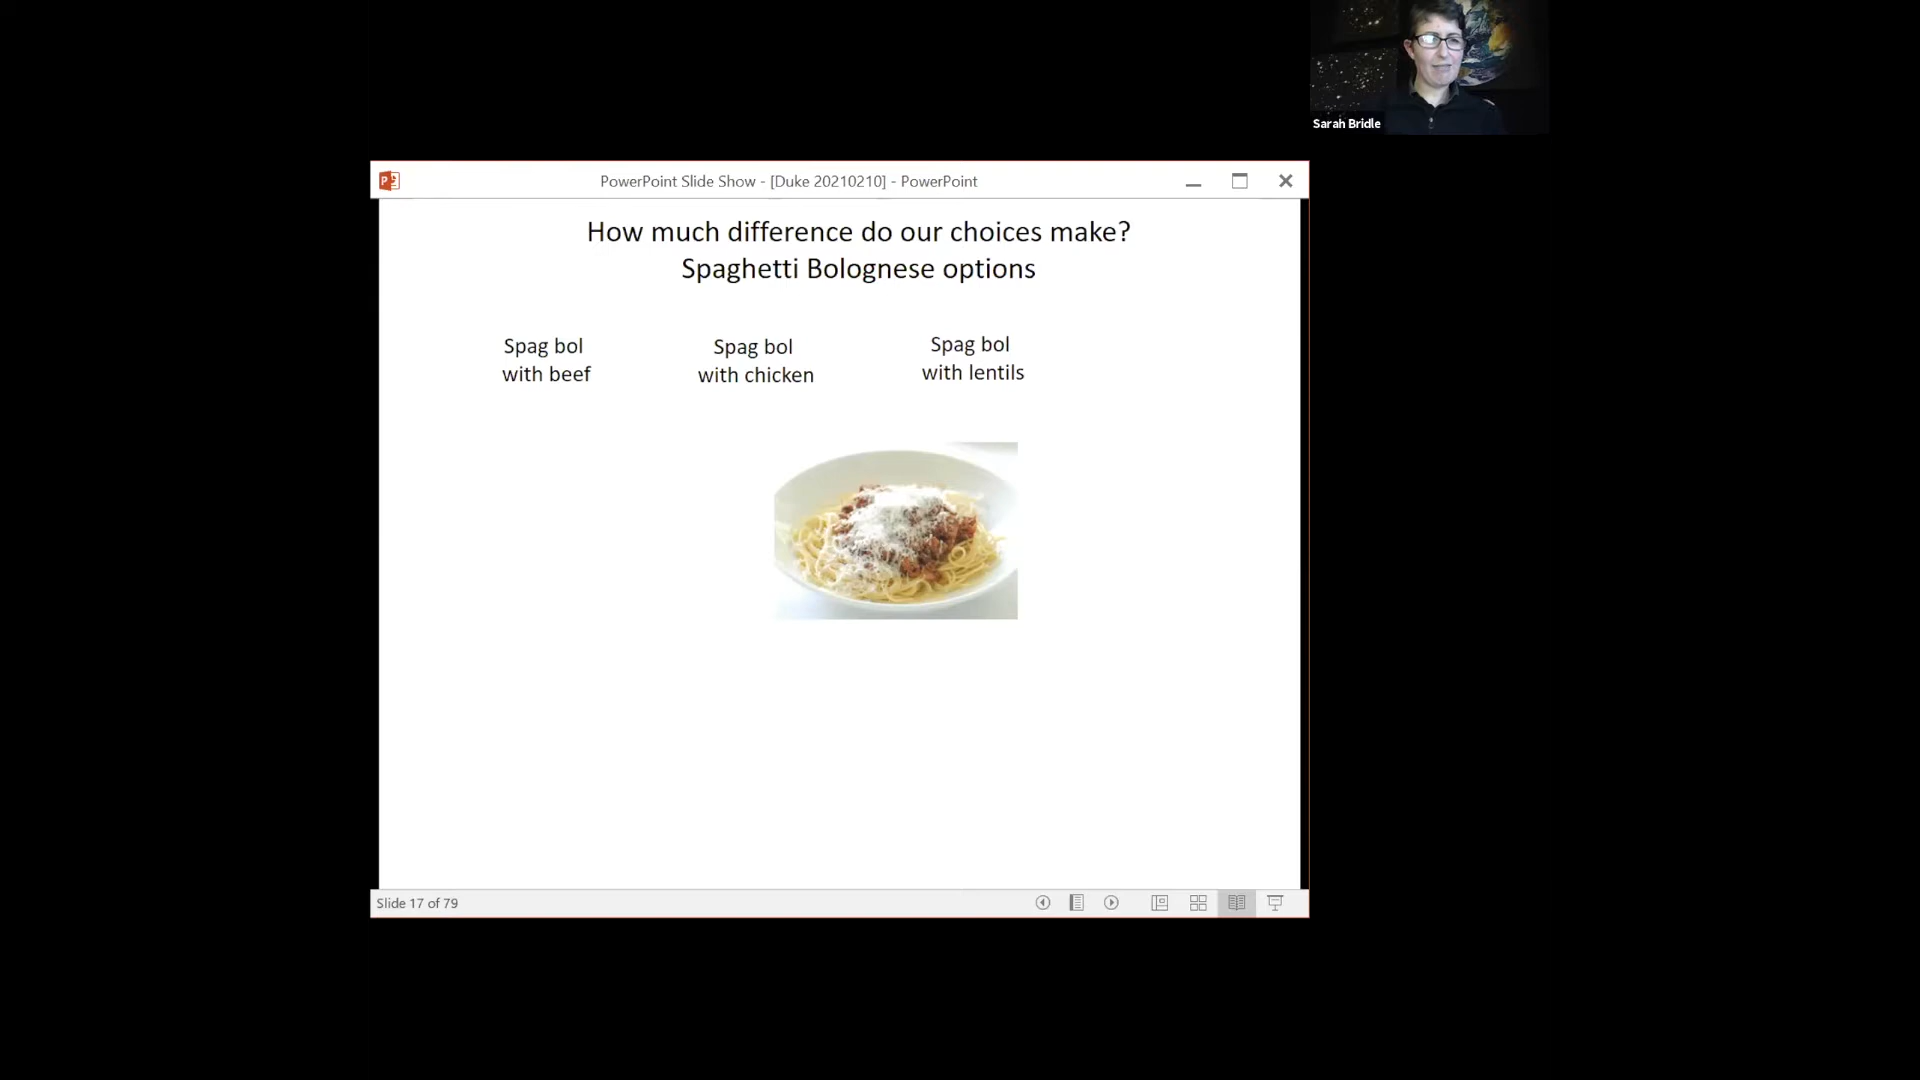 Sarah Bridle
PowerPoint Slide Show - [Duke 20210210] - PowerPoint
How much difference do our choices make?
Spaghetti Bolognese options
Spag bol
with beef
Spag bol
with chicken
Spag bol
with lentils
Slide 17 of 79